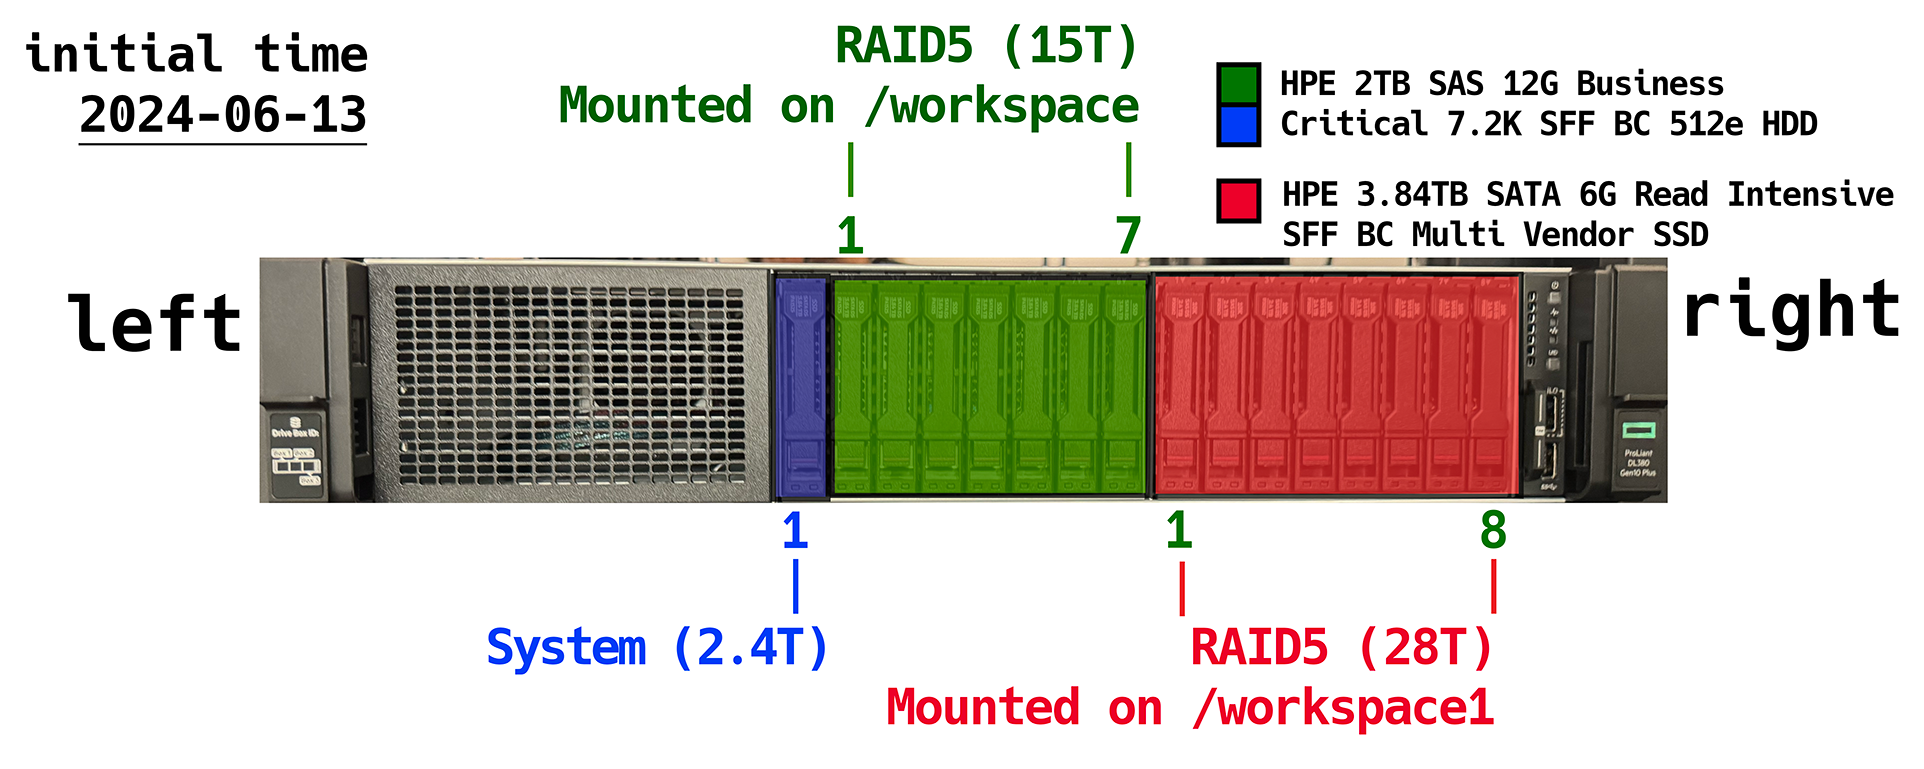 initial time
2024-06-13
RAID5 (15T)
Mounted on /workspace
HPE 2TB SAS 12G Business
Critical 7.2K SFF BC 512e HDD
HPE 3.84TB SATA 6G Read Intensive
SFF BC Multi Vendor SSD
1
7
left
right
Drive Box ID:
Box 1
Box 2
Box 3
iLO
ProLiant
DL380
Gen10 Plus
1
1
8
System (2.4T)
RAID5 (28T)
Mounted on /workspace1